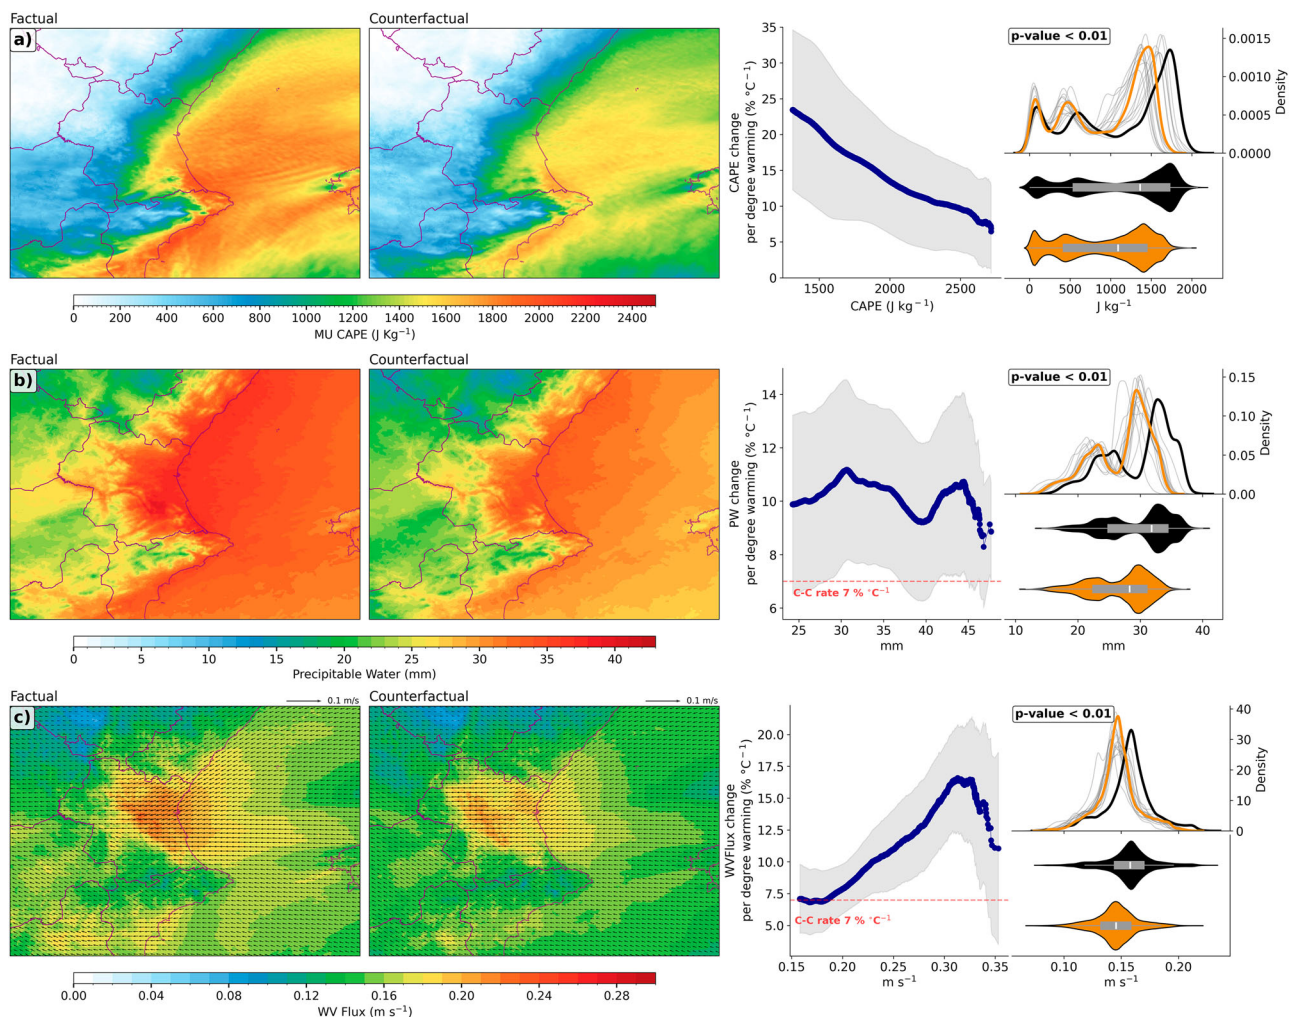 Factual
Counterfactual
a)
0 200 400 600 800 1000 1200 1400 1600 1800 2000 2200 2400
MU CAPE (J Kg⁻¹)
CAPE change
per degree warming (% °C⁻¹)
35
30
25
20
15
10
5
0
1500 2000 2500
CAPE (J kg⁻¹)
p-value < 0.01
0.0015
0.0010
0.0005
0.0000
Density
0 500 1000 1500 2000
J kg⁻¹
Factual
Counterfactual
b)
0 5 10 15 20 25 30 35 40
Precipitable Water (mm)
PW change
per degree warming (% °C⁻¹)
14
12
10
8
6
C-C rate 7 % °C⁻¹
25 30 35 40 45
mm
p-value < 0.01
0.15
0.10
0.05
0.00
Density
10 20 30 40
mm
Factual
0.1 m/s
Counterfactual
0.1 m/s
c)
0.00 0.04 0.08 0.12 0.16 0.20 0.24 0.28
WV Flux (m s⁻¹)
WVFlux change
per degree warming (% °C⁻¹)
20.0
17.5
15.0
12.5
10.0
7.5
5.0
C-C rate 7 % °C⁻¹
0.15 0.20 0.25 0.30 0.35
m s⁻¹
p-value < 0.01
40
30
20
10
0
Density
0.10 0.15 0.20
m s⁻¹